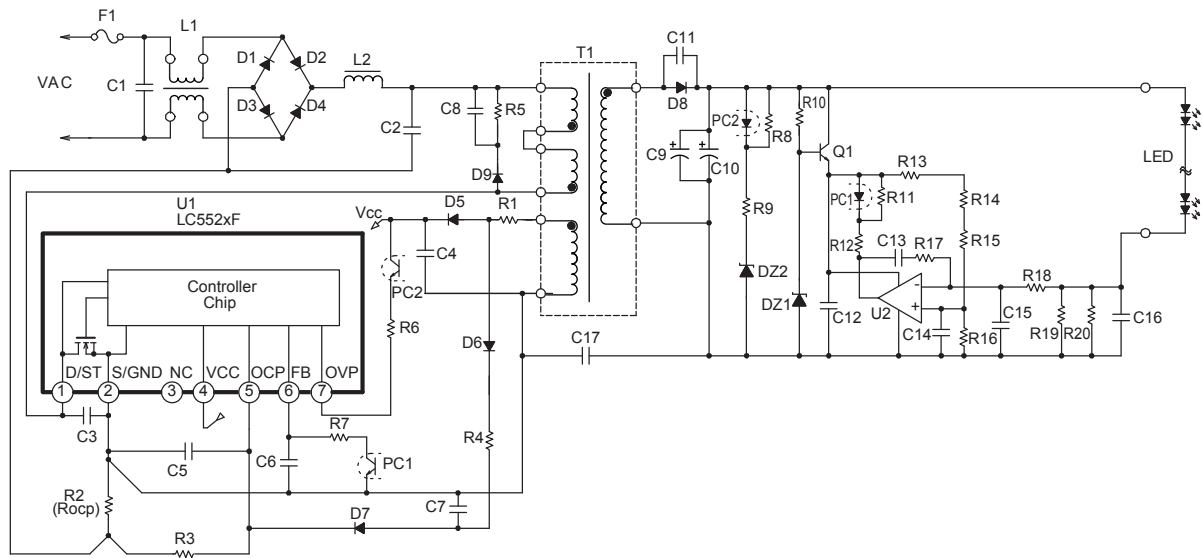 F1
L1
VAC
C1
D1
D2
D3
D4
L2
C2
C8
R5
D9
T1
C11
D8
C9
C10
PC2
R8
R9
DZ2
R10
DZ1
Q1
PC1
R11
R12
R13
R14
R15
C13
R17
C12
U2
-
+
C14
R16
C15
R18
R19
R20
C16
LED
U1
LC552xF
Controller
Chip
D/ST
S/GND
NC
VCC
OCP
FB
OVP
1
2
3
4
5
6
7
Vcc
D5
R1
C4
PC2
R6
D6
C17
C3
C5
R7
C6
PC1
R4
C7
R2
(Rocp)
R3
D7
+
+